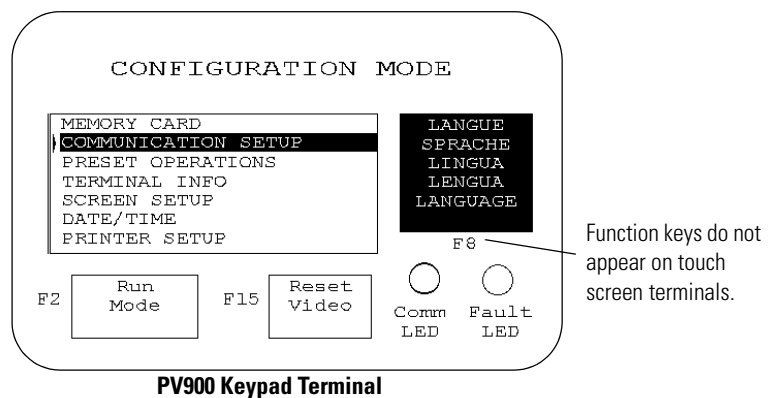 CONFIGURATION MODE
MEMORY CARD
COMMUNICATION SETUP
PRESET OPERATIONS
TERMINAL INFO
SCREEN SETUP
DATE/TIME
PRINTER SETUP
LANGUE
SPRACHE
LINGUA
LENGUA
LANGUAGE
F8
Function keys do not
appear on touch
screen terminals.
F2
Run
Mode
F15
Reset
Video
Comm
LED
Fault
LED
PV900 Keypad Terminal